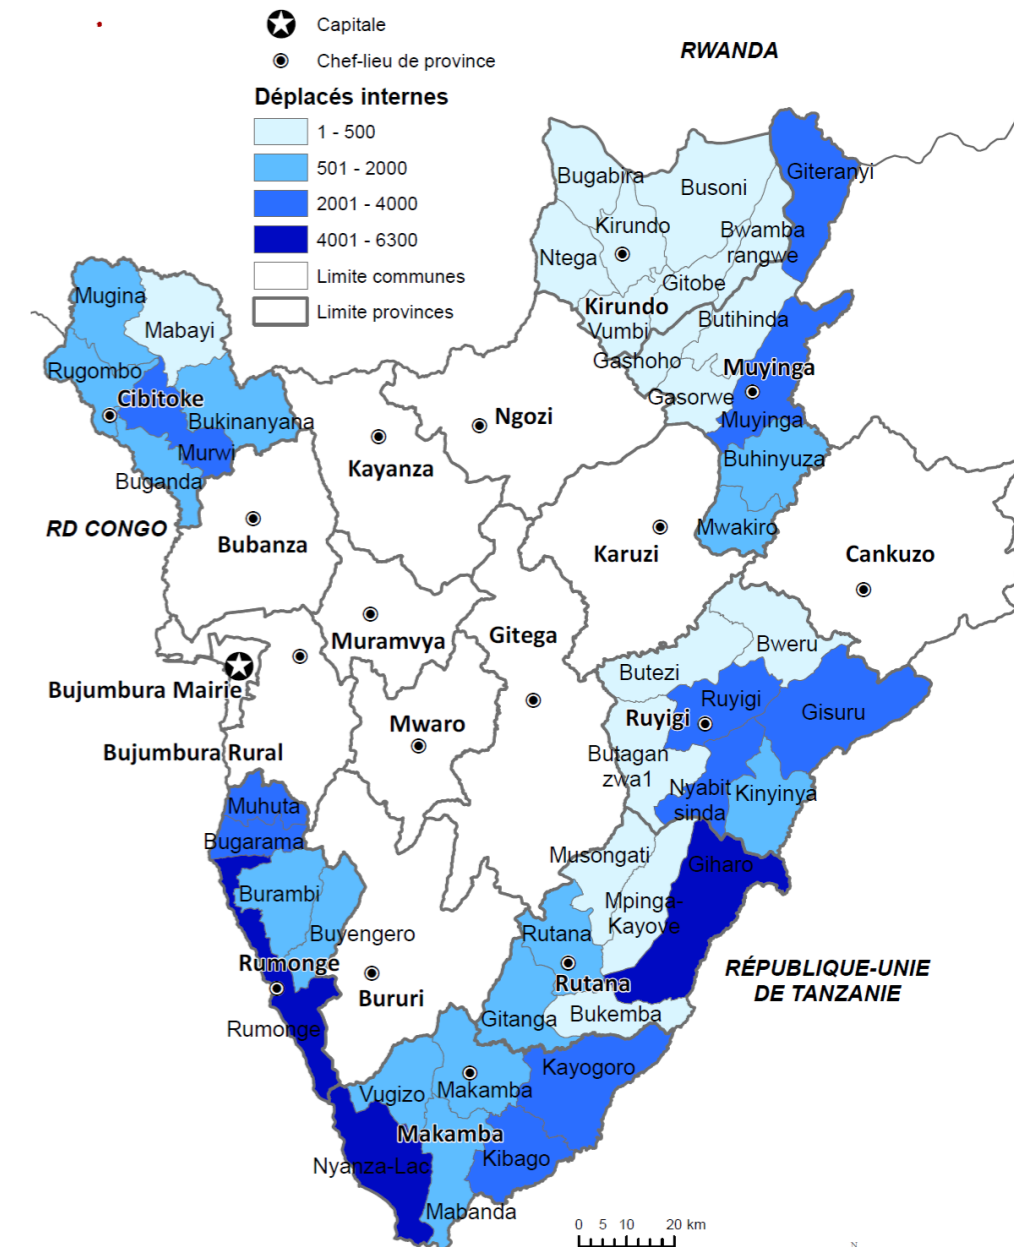 Capitale
Chef-lieu de province
Déplacés internes
1 - 500
501 - 2000
2001 - 4000
4001 - 6300
Limite communes
Limite provinces
RWANDA
Giteranyi
Bugabira
Busoni
Kirundo
Bwamba
rangwe
Ntega
Gitobe
Kirundo
Vumbi
Butihinda
Gashoho
Muyinga
Gasorwe
Muyinga
Buhinyuza
Mwakiro
Mugina
Mabayi
Rugombo
Cibitoke
Bukinanyana
Murwi
Buganda
Ngozi
Kayanza
RD CONGO
Bubanza
Karuzi
Cankuzo
Muramvya
Gitega
Bweru
Butezi
Bujumbura Mairie
Ruyigi
Ruyigi
Gisuru
Mwaro
Bujumbura Rural
Butagan
zwa1
Nyabit
sinda
Kinyinya
Muhuta
Bugarama
Musongati
Giharo
Burambi
Mpinga-
Kayove
Buyengero
Rutana
Rumonge
Rutana
Bururi
RÉPUBLIQUE-UNIE
DE TANZANIE
Rumonge
Gitanga
Bukemba
Kayogoro
Vugizo
Makamba
Makamba
Nyanza-Lac
Kibago
Mabanda
0 5 10 20 km
N